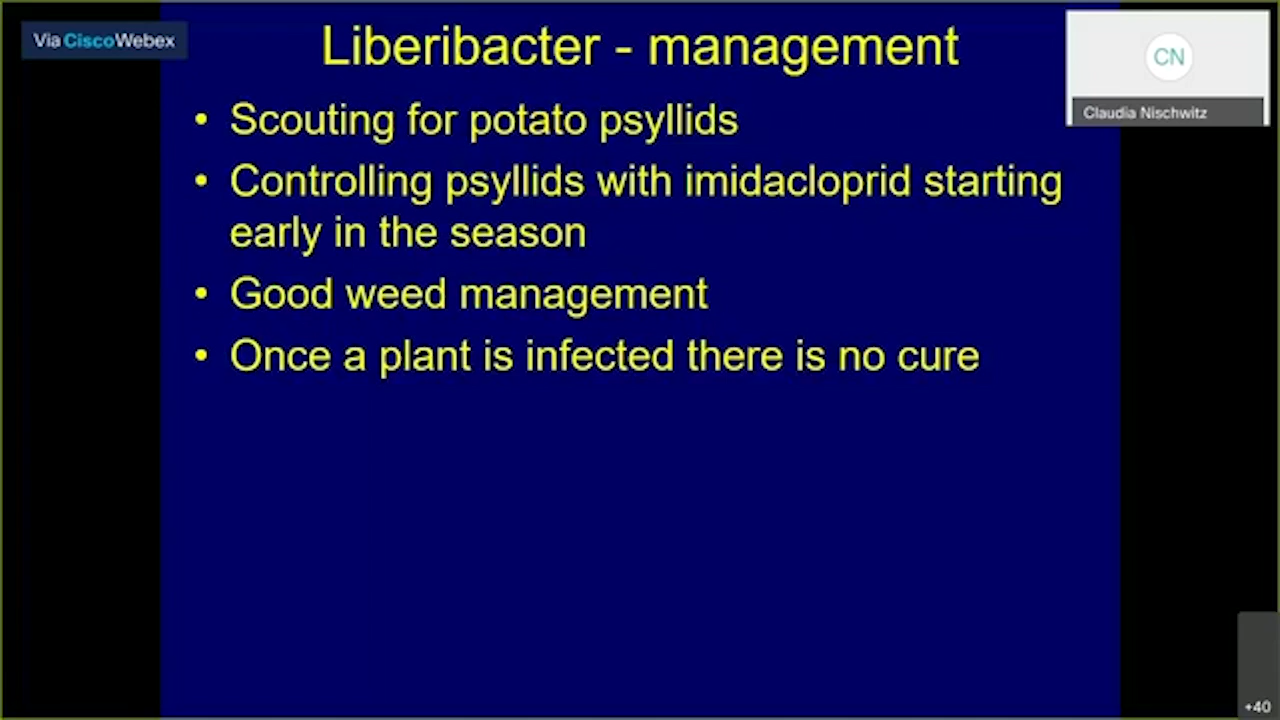 Via CiscoWebex
Liberibacter - management
CN
Claudia Nischwitz
• Scouting for potato psyllids
• Controlling psyllids with imidacloprid starting
early in the season
• Good weed management
• Once a plant is infected there is no cure
+40